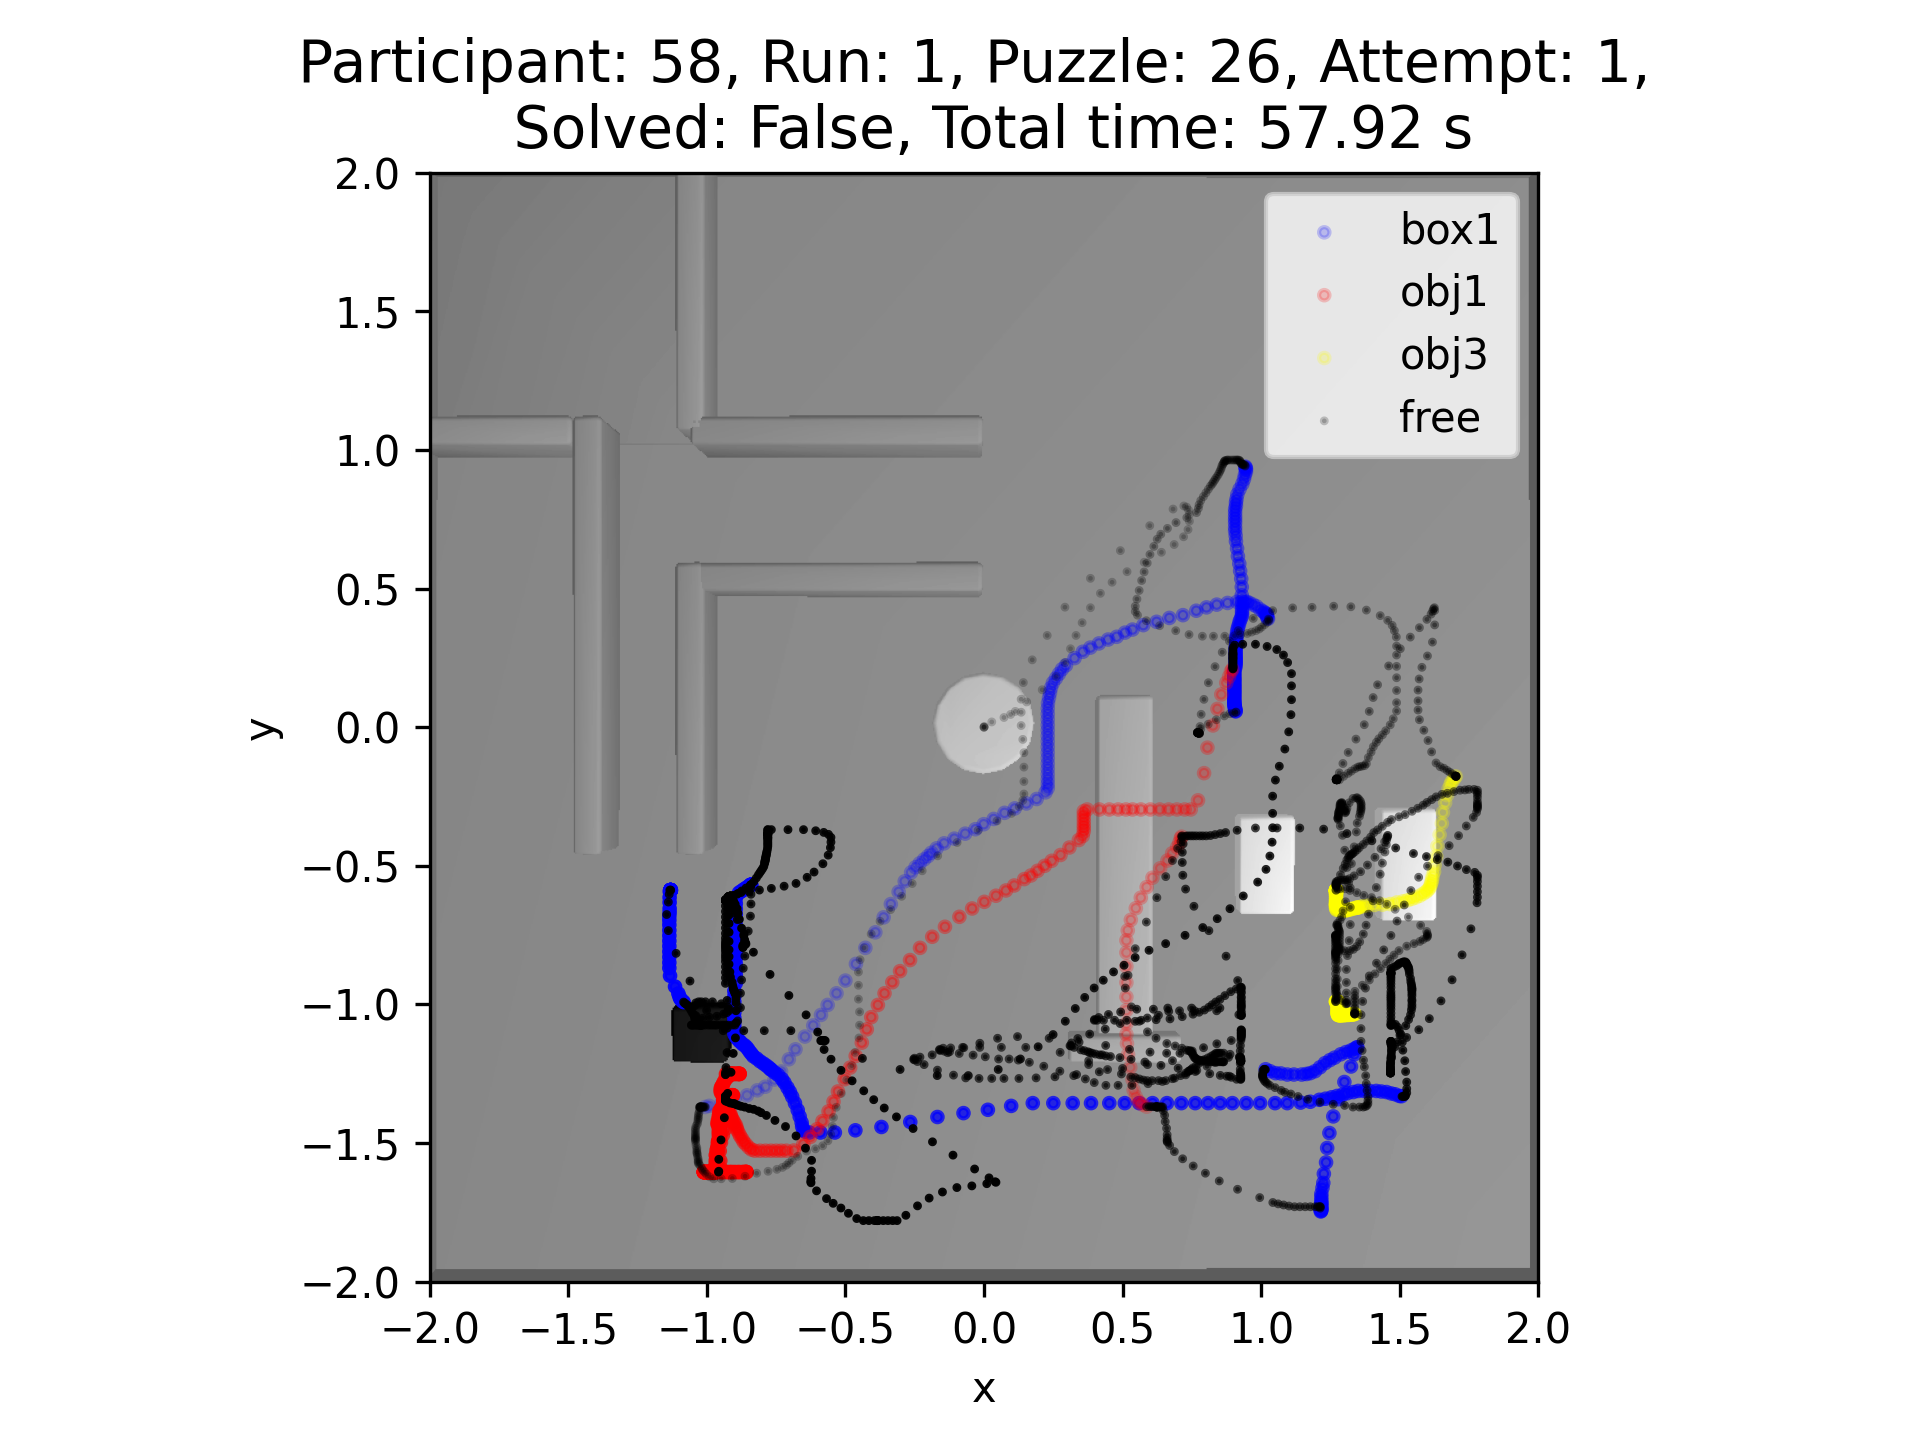 Participant: 58, Run: 1, Puzzle: 26, Attempt: 1,
Solved: False, Total time: 57.92 s
box1
obj1
obj3
free
2.0
1.5
1.0
0.5
0.0
−0.5
−1.0
−1.5
−2.0
y
−2.0 −1.5 −1.0 −0.5 0.0 0.5 1.0 1.5 2.0
x